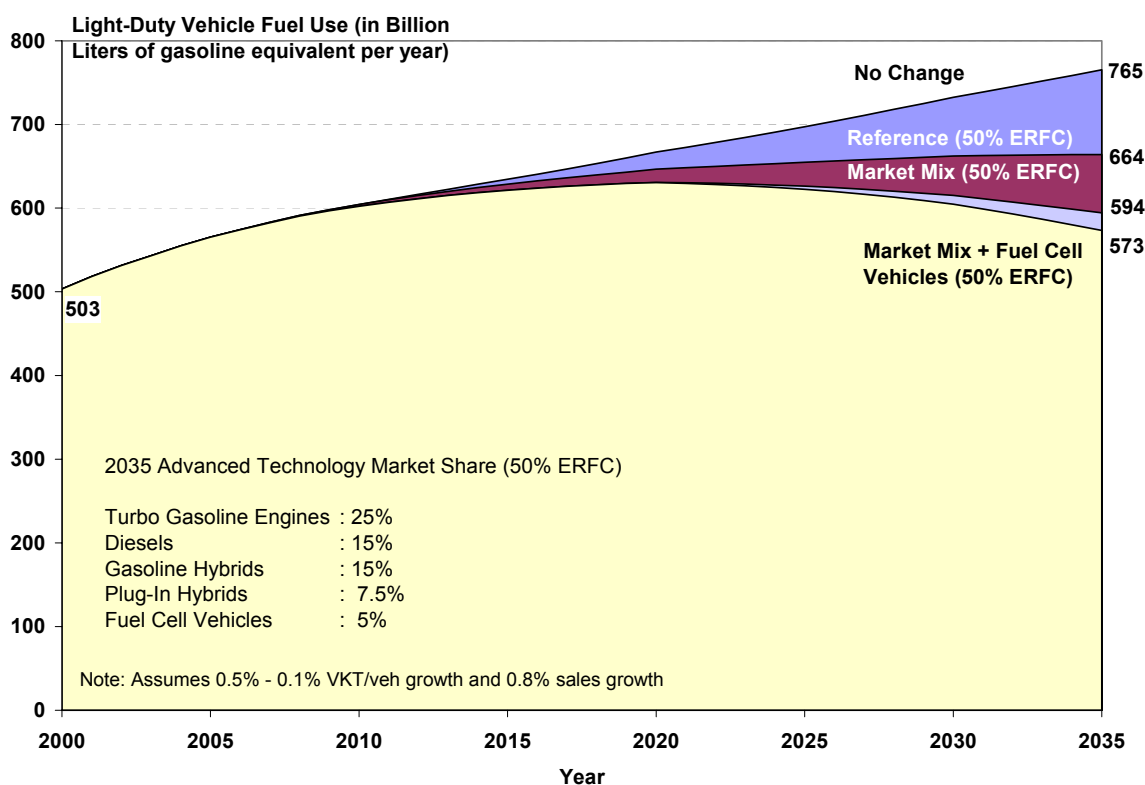 Light-Duty Vehicle Fuel Use (in Billion
Liters of gasoline equivalent per year)
800
700
600
500
400
300
200
100
0
No Change
765
Reference (50% ERFC)
664
Market Mix (50% ERFC)
594
573
Market Mix + Fuel Cell
Vehicles (50% ERFC)
503
2035 Advanced Technology Market Share (50% ERFC)
Turbo Gasoline Engines : 25%
Diesels : 15%
Gasoline Hybrids : 15%
Plug-In Hybrids : 7.5%
Fuel Cell Vehicles : 5%
Note: Assumes 0.5% - 0.1% VKT/veh growth and 0.8% sales growth
2000 2005 2010 2015 2020 2025 2030 2035
Year